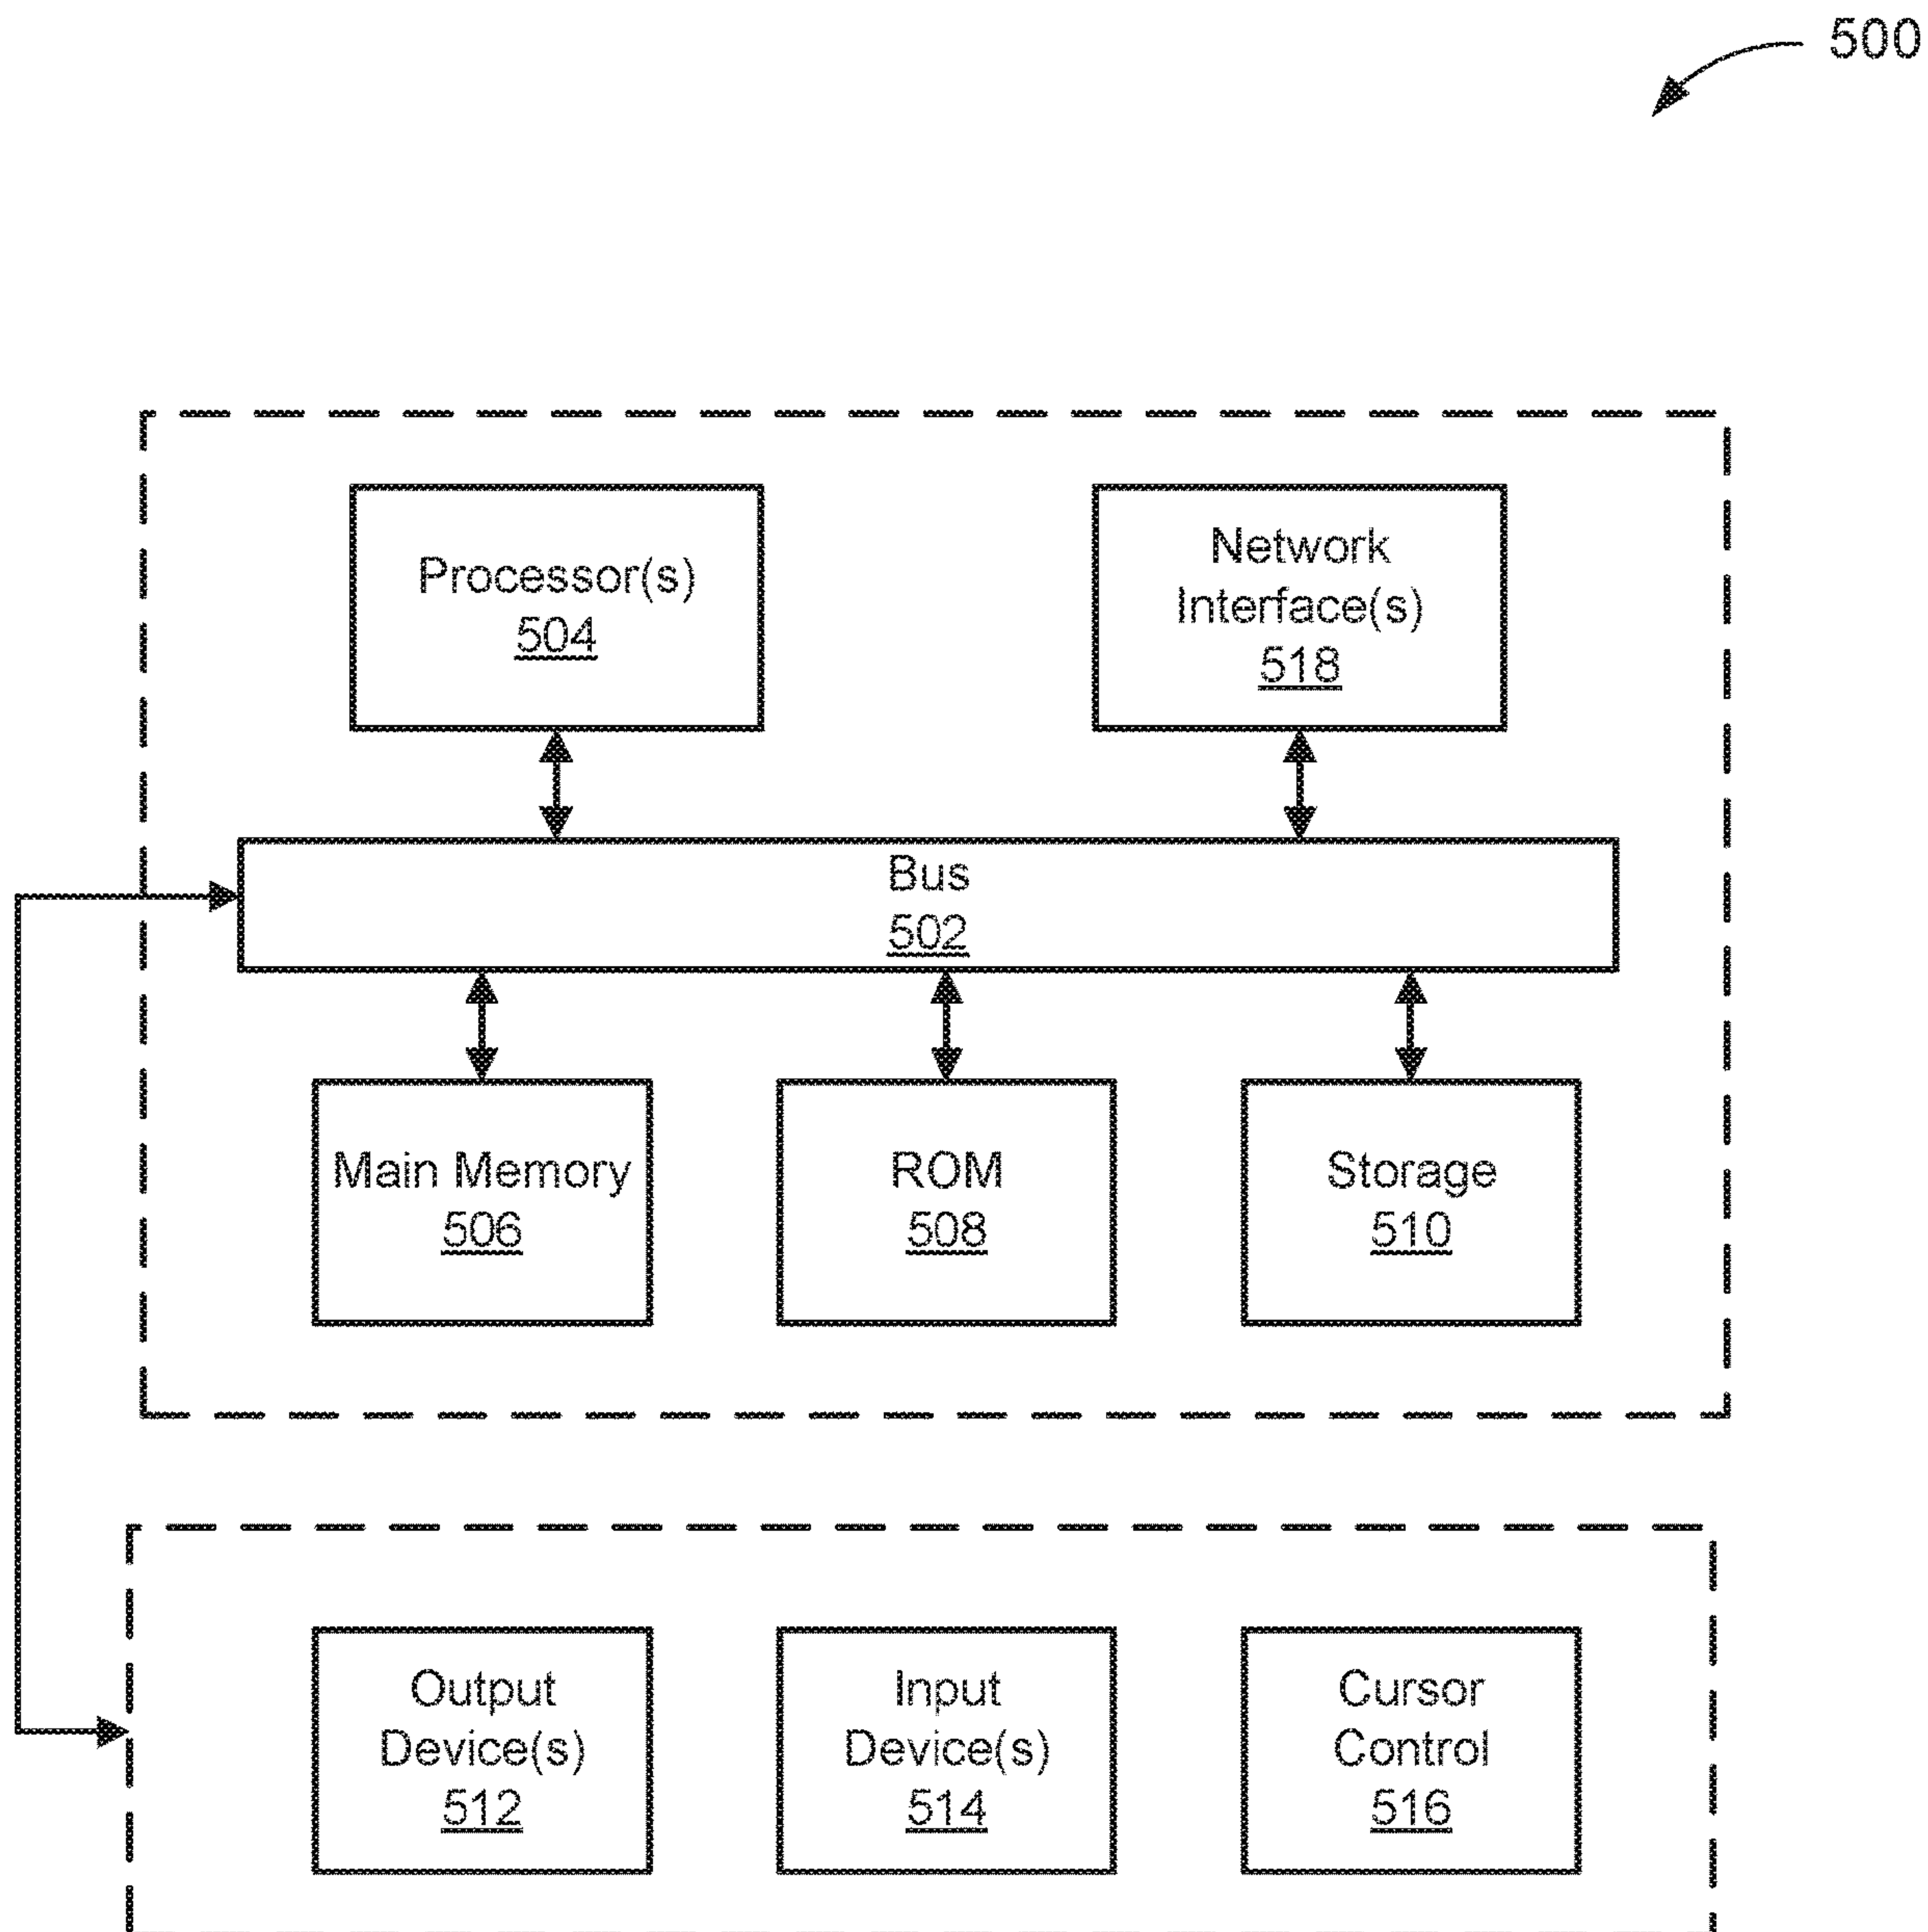 500
Processor(s)
504
Network
Interface(s)
518
Bus
502
Main Memory
506
ROM
508
Storage
510
Output
Device(s)
512
Input
Device(s)
514
Cursor
Control
516